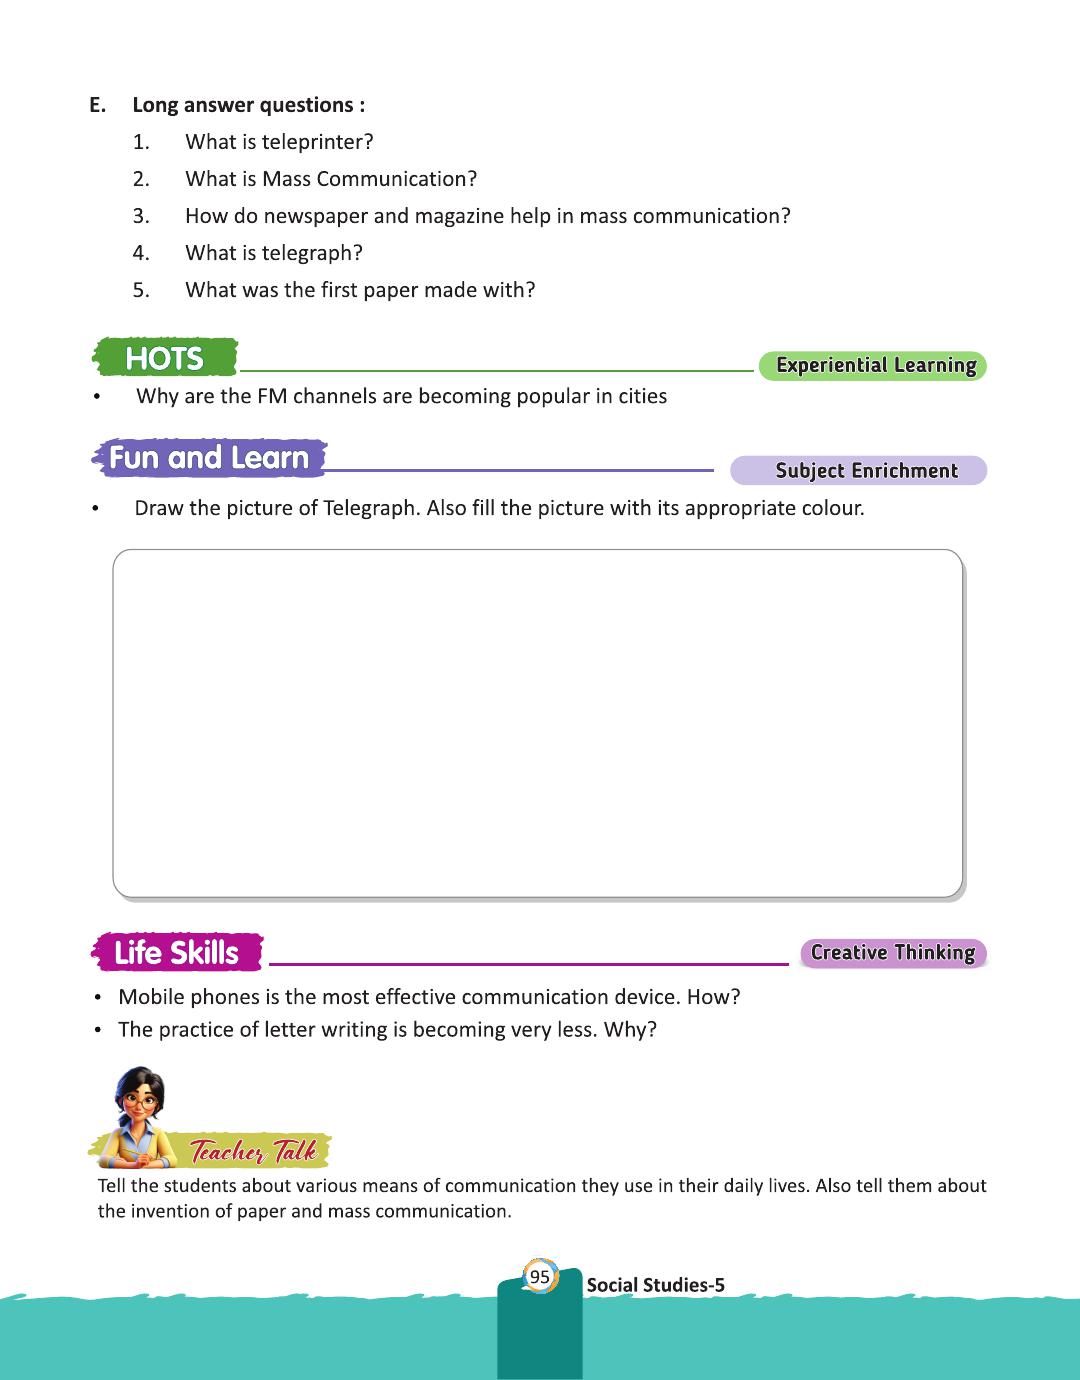 E. Long answer questions :
1. What is teleprinter?
2. What is Mass Communication?
3. How do newspaper and magazine help in mass communication?
4. What is telegraph?
5. What was the first paper made with?
HOTS
Experiential Learning
• Why are the FM channels are becoming popular in cities
Fun and Learn
Subject Enrichment
• Draw the picture of Telegraph. Also fill the picture with its appropriate colour.
Life Skills
Creative Thinking
• Mobile phones is the most effective communication device. How?
• The practice of letter writing is becoming very less. Why?
Teacher Talk
Tell the students about various means of communication they use in their daily lives. Also tell them about
the invention of paper and mass communication.
95
Social Studies-5